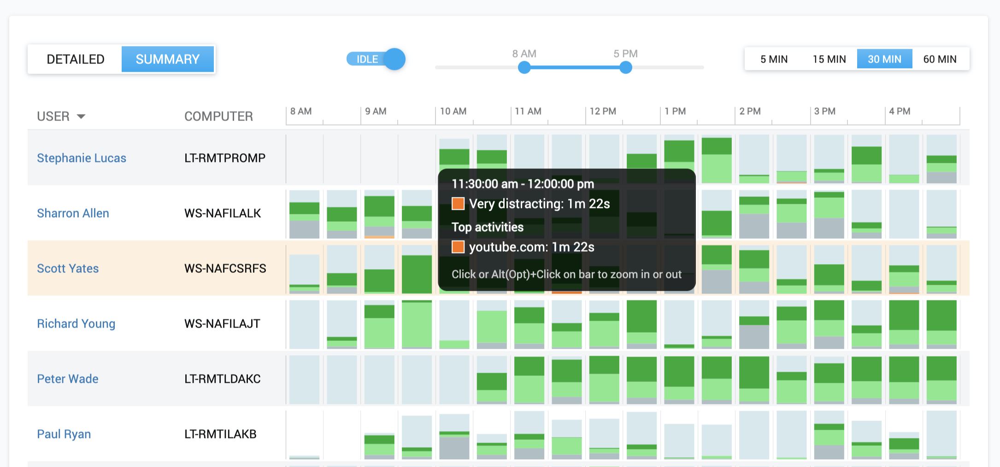 DETAILED SUMMARY IDLE 8 AM 5 PM 5 MIN 15 MIN 30 MIN 60 MIN
USER COMPUTER 8 AM 9 AM 10 AM 11 AM 12 PM 1 PM 2 PM 3 PM 4 PM
Stephanie Lucas LT-RMTPROMP
11:30:00 am - 12:00:00 pm
Very distracting: 1m 22s
Sharron Allen WS-NAFILALK
Top activities
youtube.com: 1m 22s
Scott Yates WS-NAFCSRFS
Click or Alt(Opt)+Click on bar to zoom in or out
Richard Young WS-NAFILAJT
Peter Wade LT-RMTLDAKC
Paul Ryan LT-RMTILAKB